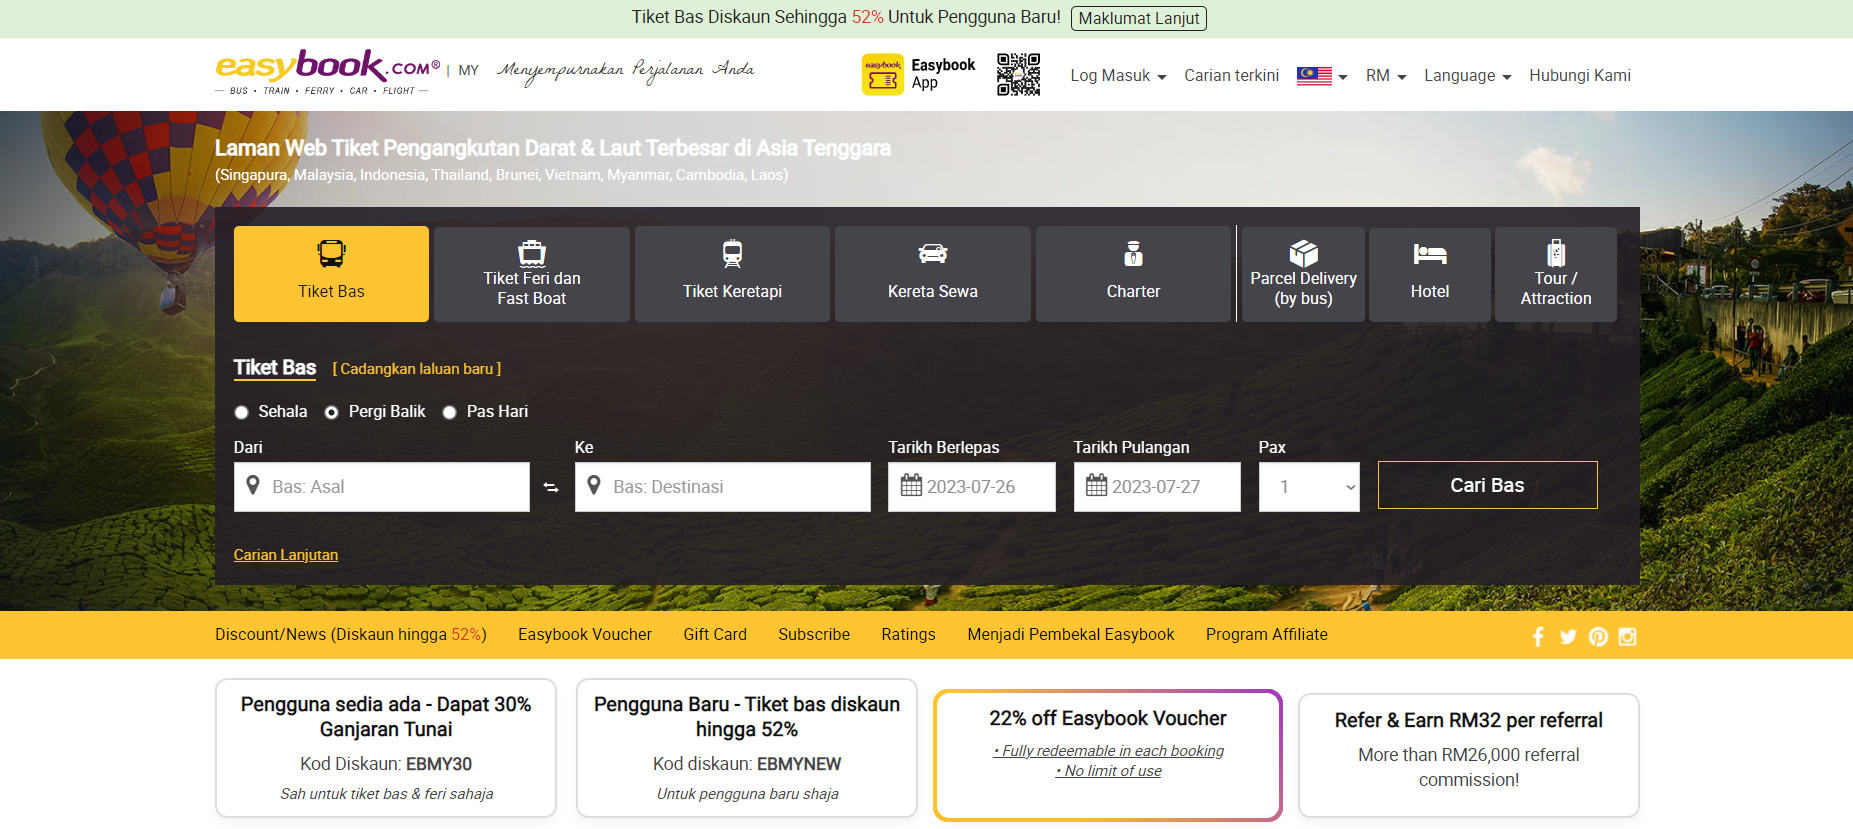 Tiket Bas Diskaun Sehingga 52% Untuk Pengguna Baru! Maklumat Lanjut
easybook.COM® | MY Menyempurnakan Perjalanan Anda
BUS • TRAIN • FERRY • CAR • FLIGHT
easybook
Easybook
App
Log Masuk Carian terkini RM Language Hubungi Kami
Laman Web Tiket Pengangkutan Darat & Laut Terbesar di Asia Tenggara
(Singapura, Malaysia, Indonesia, Thailand, Brunei, Vietnam, Myanmar, Cambodia, Laos)
Tiket Bas
Tiket Feri dan
Fast Boat
Tiket Keretapi
Kereta Sewa
Charter
Parcel Delivery
(by bus)
Hotel
Tour /
Attraction
Tiket Bas [ Cadangkan laluan baru ]
Sehala Pergi Balik Pas Hari
Dari Ke Tarikh Berlepas Tarikh Pulangan Pax
Bas: Asal Bas: Destinasi 2023-07-26 2023-07-27 1 Cari Bas
Carian Lanjutan
Discount/News (Diskaun hingga 52%) Easybook Voucher Gift Card Subscribe Ratings Menjadi Pembekal Easybook Program Affiliate
Pengguna sedia ada - Dapat 30%
Ganjaran Tunai
Kod Diskaun: EBMY30
Sah untuk tiket bas & feri sahaja
Pengguna Baru - Tiket bas diskaun
hingga 52%
Kod diskaun: EBMYNEW
Untuk pengguna baru shaja
22% off Easybook Voucher
• Fully redeemable in each booking
• No limit of use
Refer & Earn RM32 per referral
More than RM26,000 referral
commission!